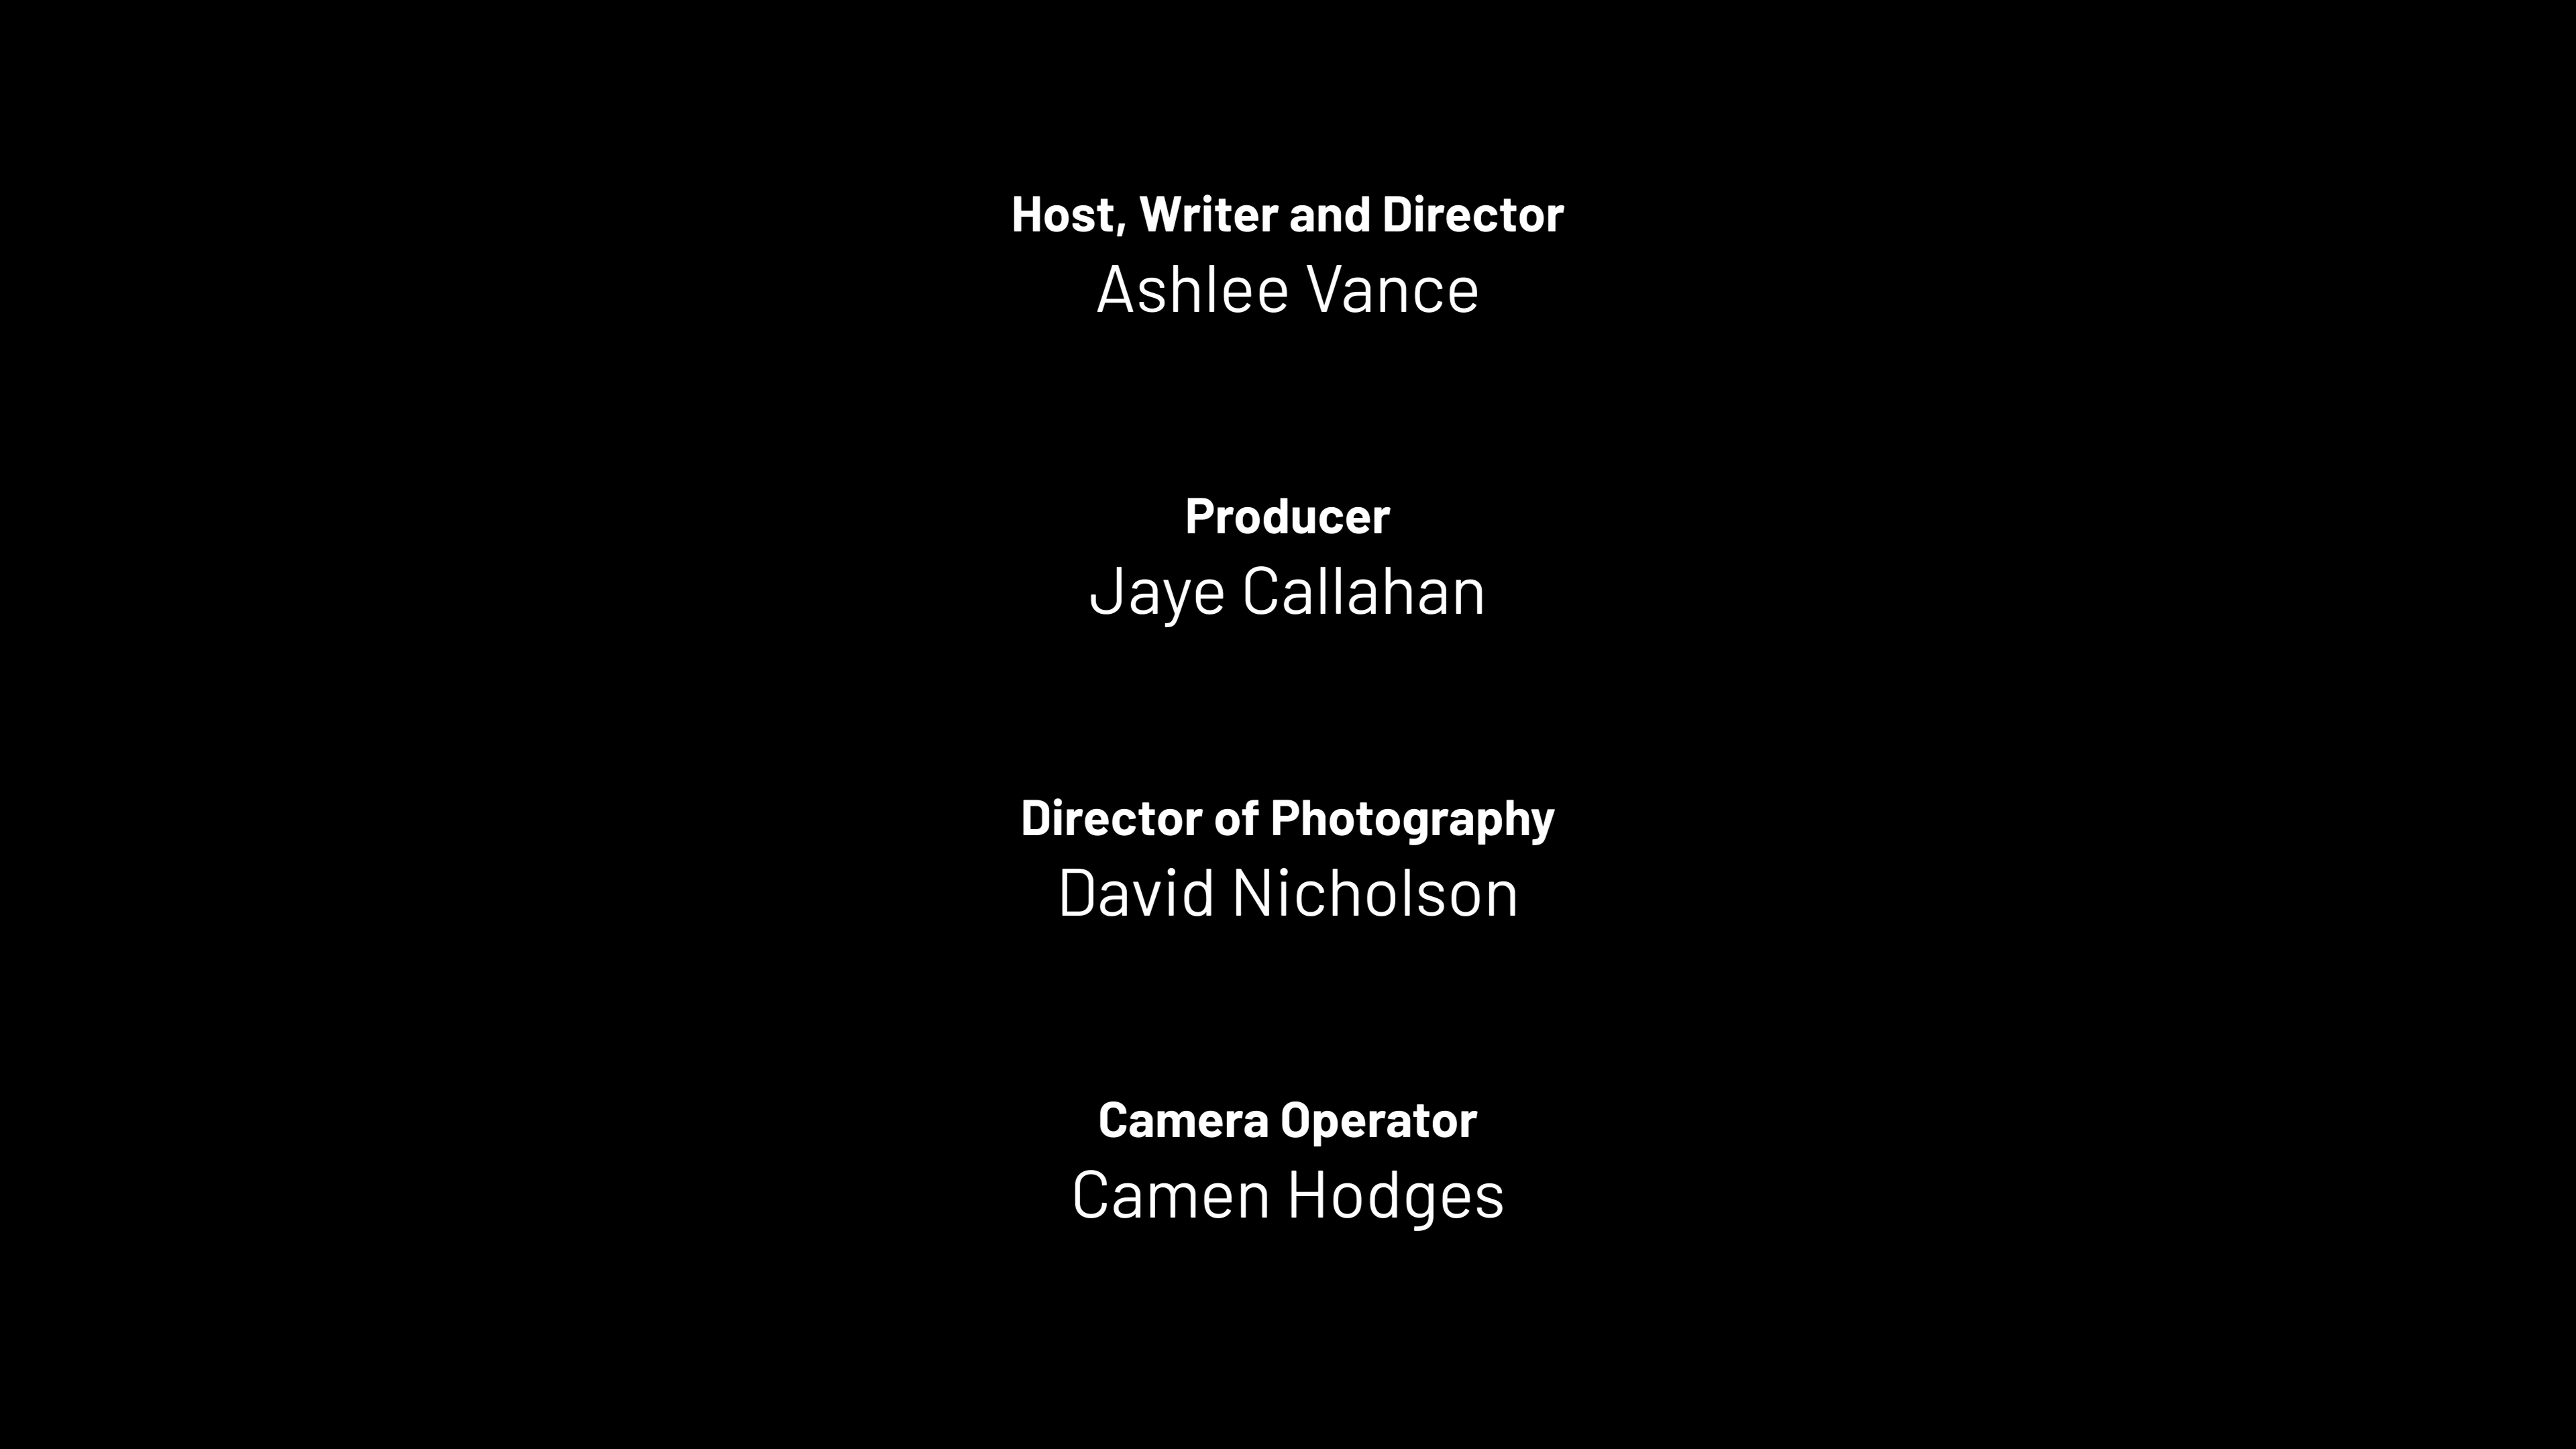 Host, Writer and Director
Ashlee Vance
Producer
Jaye Callahan
Director of Photography
David Nicholson
Camera Operator
Camen Hodges